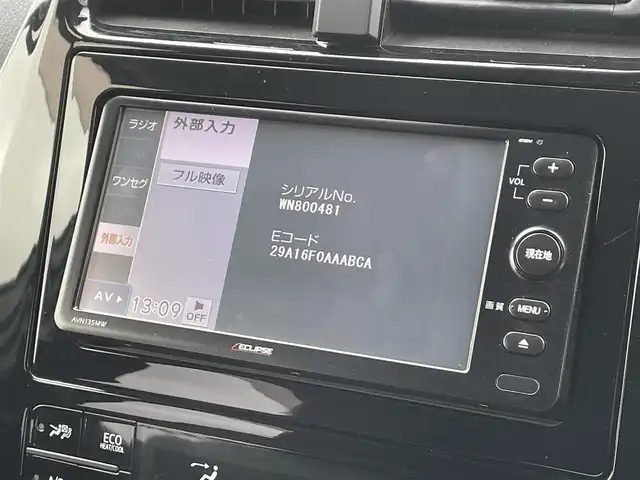 ラジオ
外部入力
ワンセグ
フル映像
外部入力
シリアルNo.
WN800481
Eコード
29A16F0AAABCA
AV
13:09
OFF
AVN135MW
ECLIPSE
VOL
+
−
現在地
画質
MENU
ECO
HEAT/COOL